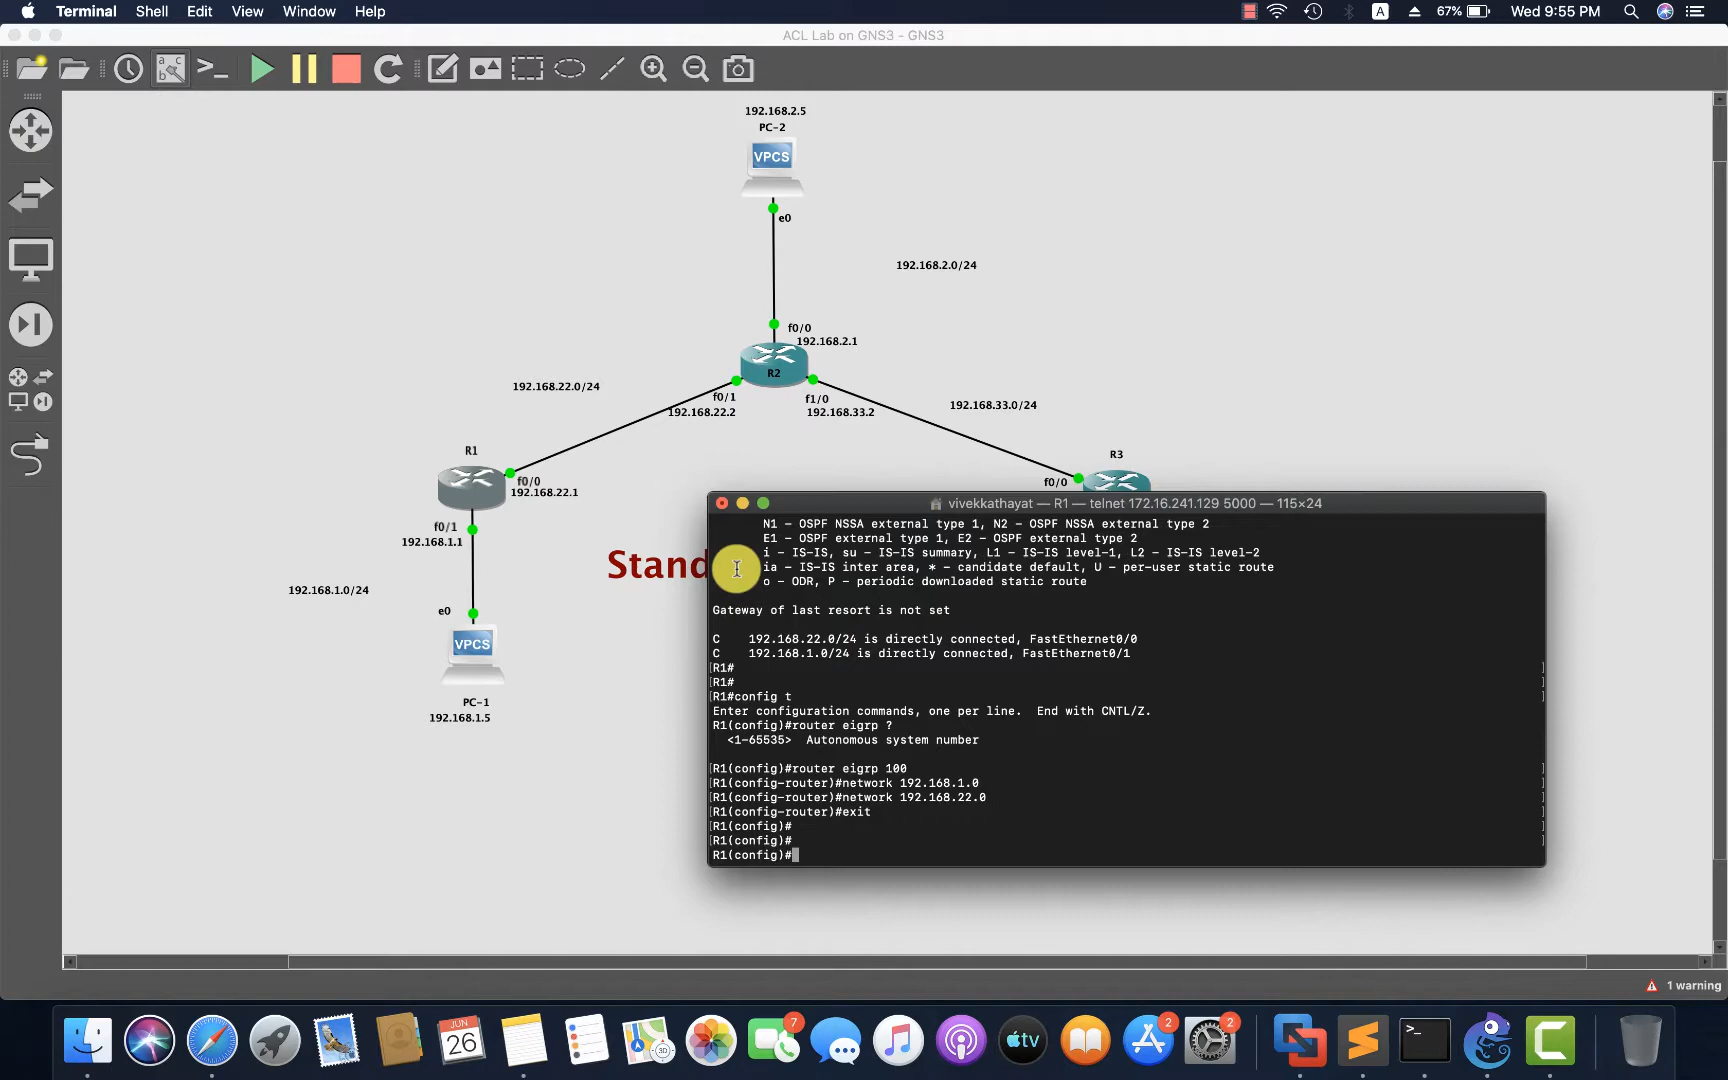 Terminal Shell Edit View Window Help
A 67% Wed 9:55 PM
ACL Lab on GNS3 - GNS3
192.168.2.5
PC-2
VPCS
e0
192.168.2.0/24
f0/0
192.168.2.1
R2
192.168.22.0/24
f0/1
192.168.22.2
f1/0
192.168.33.2
192.168.33.0/24
R1
f0/0
192.168.22.1
R3
f0/0
f0/1
192.168.1.1
192.168.1.0/24
e0
VPCS
PC-1
192.168.1.5
Stand
vivekkathayat — R1 — telnet 172.16.241.129 5000 — 115×24
N1 - OSPF NSSA external type 1, N2 - OSPF NSSA external type 2
E1 - OSPF external type 1, E2 - OSPF external type 2
i - IS-IS, su - IS-IS summary, L1 - IS-IS level-1, L2 - IS-IS level-2
ia - IS-IS inter area, * - candidate default, U - per-user static route
o - ODR, P - periodic downloaded static route
Gateway of last resort is not set
C 192.168.22.0/24 is directly connected, FastEthernet0/0
C 192.168.1.0/24 is directly connected, FastEthernet0/1
[R1# ]
[R1# ]
[R1#config t ]
Enter configuration commands, one per line. End with CNTL/Z.
R1(config)#router eigrp ?
<1-65535> Autonomous system number
[R1(config)#router eigrp 100 ]
[R1(config-router)#network 192.168.1.0 ]
[R1(config-router)#network 192.168.22.0 ]
[R1(config-router)#exit ]
[R1(config)# ]
[R1(config)# ]
R1(config)#
1 warning
JUN
26
3D
7
tv
2
2
>_
C